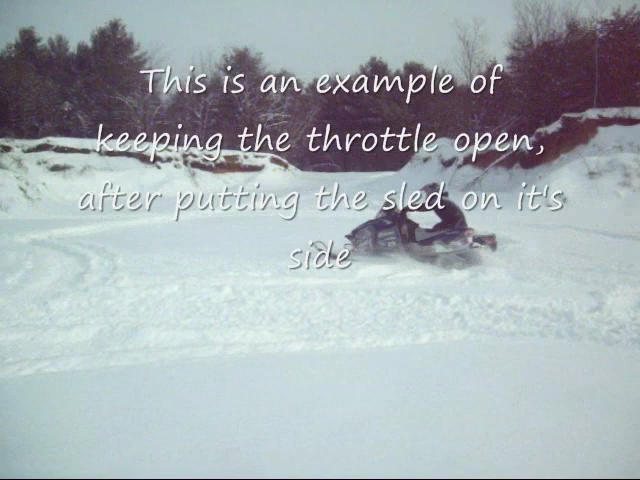 This is an example of
keeping the throttle open,
after putting the sled on it's
side